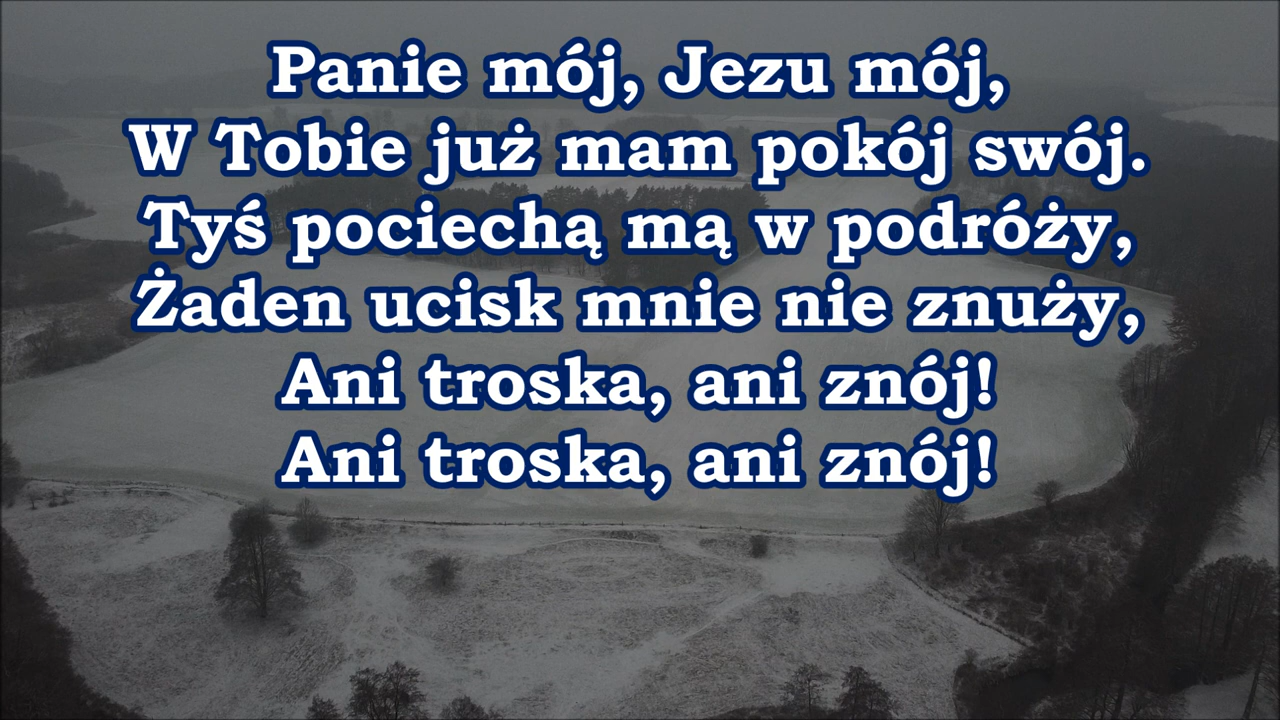 Panie mój, Jezu mój,
W Tobie już mam pokój swój.
Tyś pociechą mą w podróży,
Żaden ucisk mnie nie znuży,
Ani troska, ani znój!
Ani troska, ani znój!